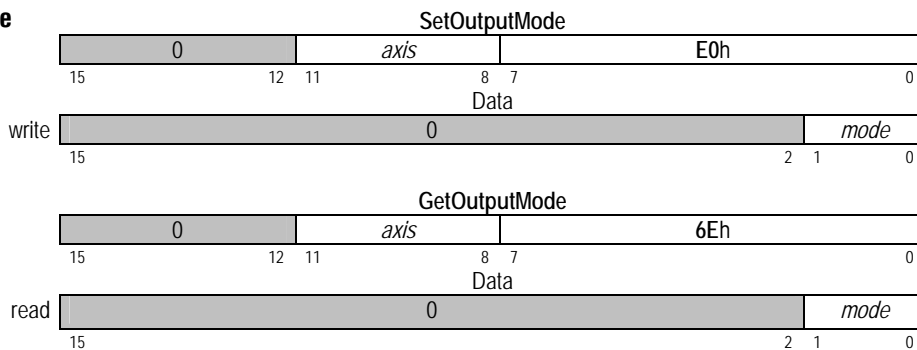 e
SetOutputMode
0 axis E0h
15 12 11 8 7 0
Data
write 0 mode
15 2 1 0
GetOutputMode
0 axis 6Eh
15 12 11 8 7 0
Data
read 0 mode
15 2 1 0